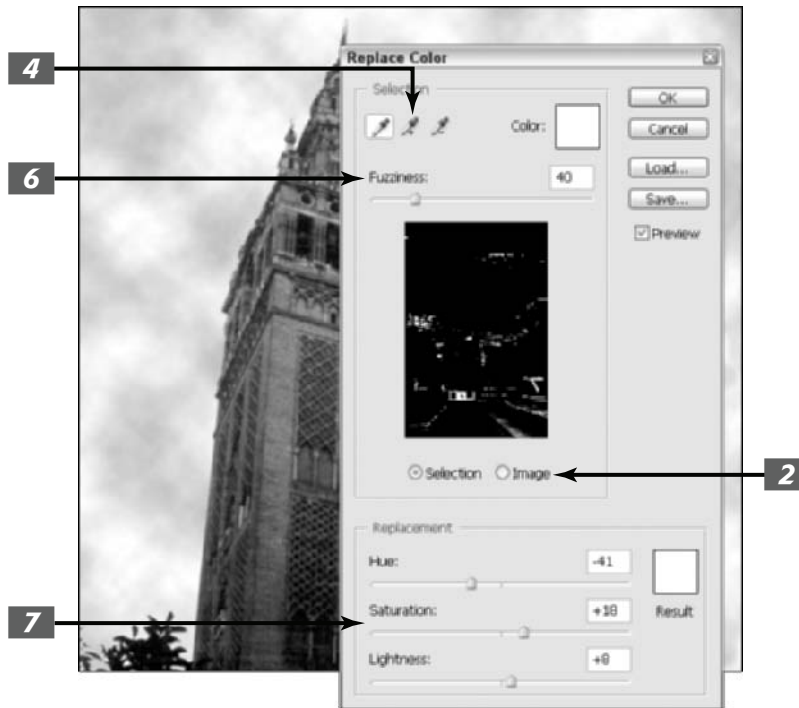 Replace Color
4
Selection
OK
Color:
Cancel
6
Fuzziness:
40
Load...
Save...
Preview
Selection
Image
2
Replacement
Hue:
-41
7
Saturation:
+18
Result
Lightness:
+8